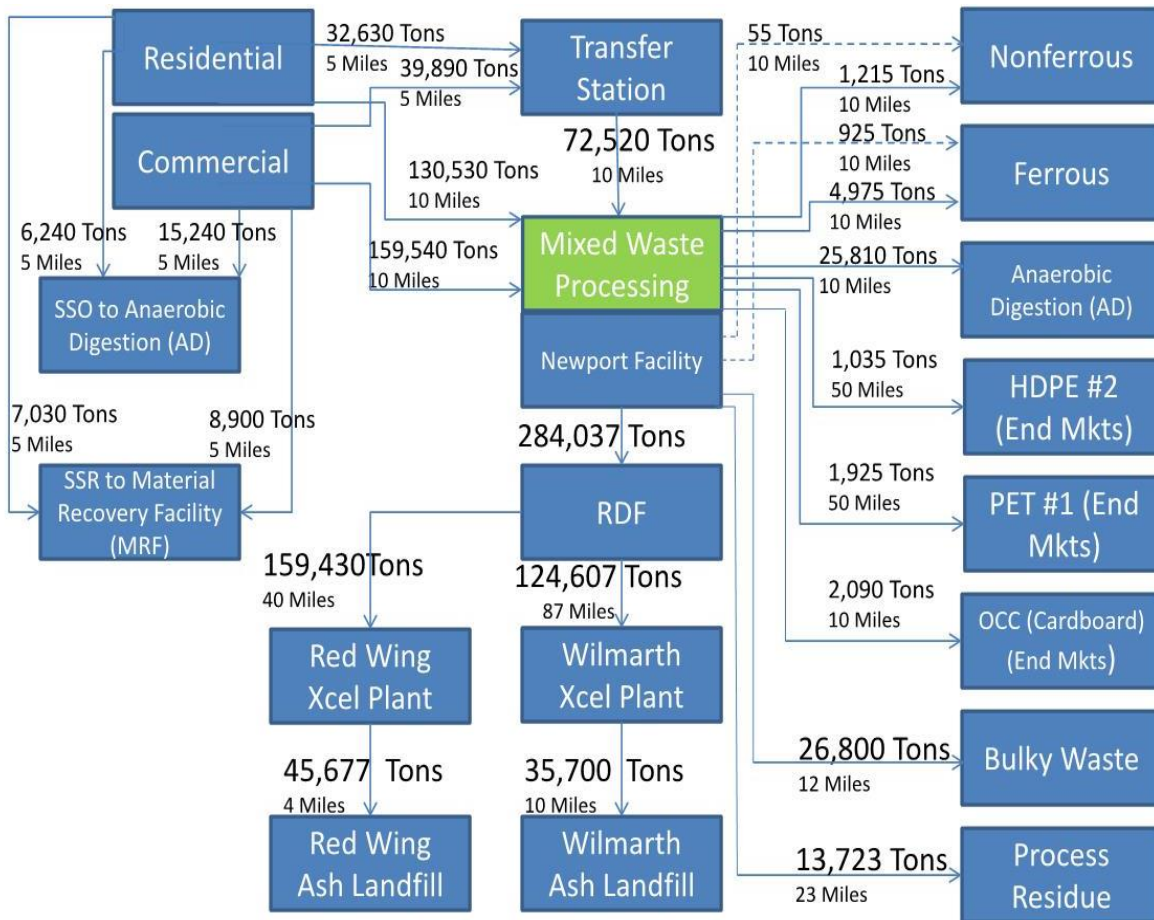 Residential
32,630 Tons
5 Miles
39,890 Tons
5 Miles
Transfer
Station
55 Tons
10 Miles
Nonferrous
1,215 Tons
10 Miles
Commercial
72,520 Tons
10 Miles
925 Tons
10 Miles
Ferrous
130,530 Tons
10 Miles
4,975 Tons
10 Miles
6,240 Tons
5 Miles
15,240 Tons
5 Miles
159,540 Tons
10 Miles
Mixed Waste
Processing
25,810 Tons
10 Miles
Anaerobic
Digestion (AD)
SSO to Anaerobic
Digestion (AD)
Newport Facility
1,035 Tons
50 Miles
HDPE #2
(End Mkts)
7,030 Tons
5 Miles
8,900 Tons
5 Miles
284,037 Tons
SSR to Material
Recovery Facility
(MRF)
RDF
1,925 Tons
50 Miles
PET #1 (End
Mkts)
159,430Tons
40 Miles
124,607 Tons
87 Miles
2,090 Tons
10 Miles
OCC (Cardboard)
(End Mkts)
Red Wing
Xcel Plant
Wilmarth
Xcel Plant
26,800 Tons
12 Miles
Bulky Waste
45,677 Tons
4 Miles
35,700 Tons
10 Miles
Red Wing
Ash Landfill
Wilmarth
Ash Landfill
13,723 Tons
23 Miles
Process
Residue